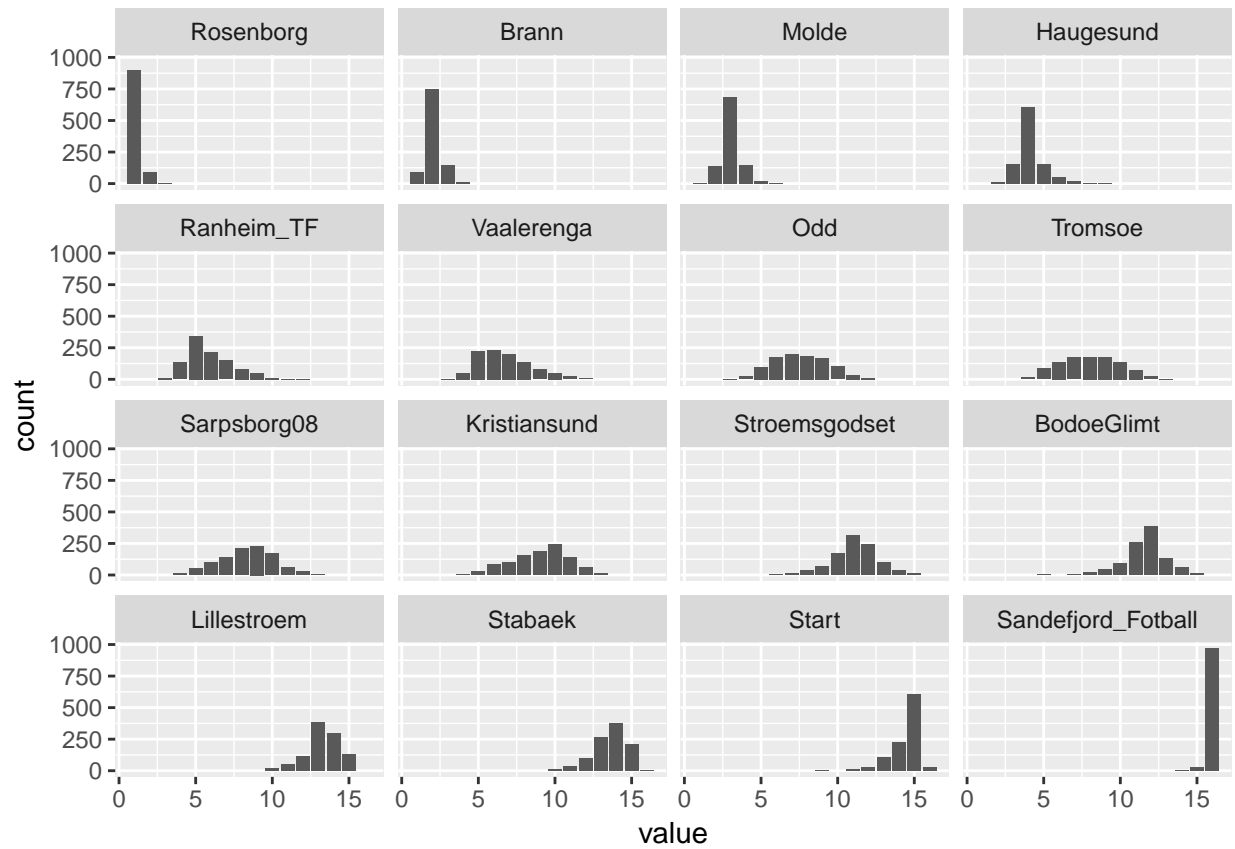 Rosenborg Brann Molde Haugesund
1000
750
500
250
0
Ranheim_TF Vaalerenga Odd Tromsoe
1000
750
500
250
0
Sarpsborg08 Kristiansund Stroemsgodset BodoeGlimt
1000
750
500
250
0
Lillestroem Stabaek Start Sandefjord_Fotball
1000
750
500
250
0
0 5 10 15 0 5 10 15 0 5 10 15 0 5 10 15
value
count